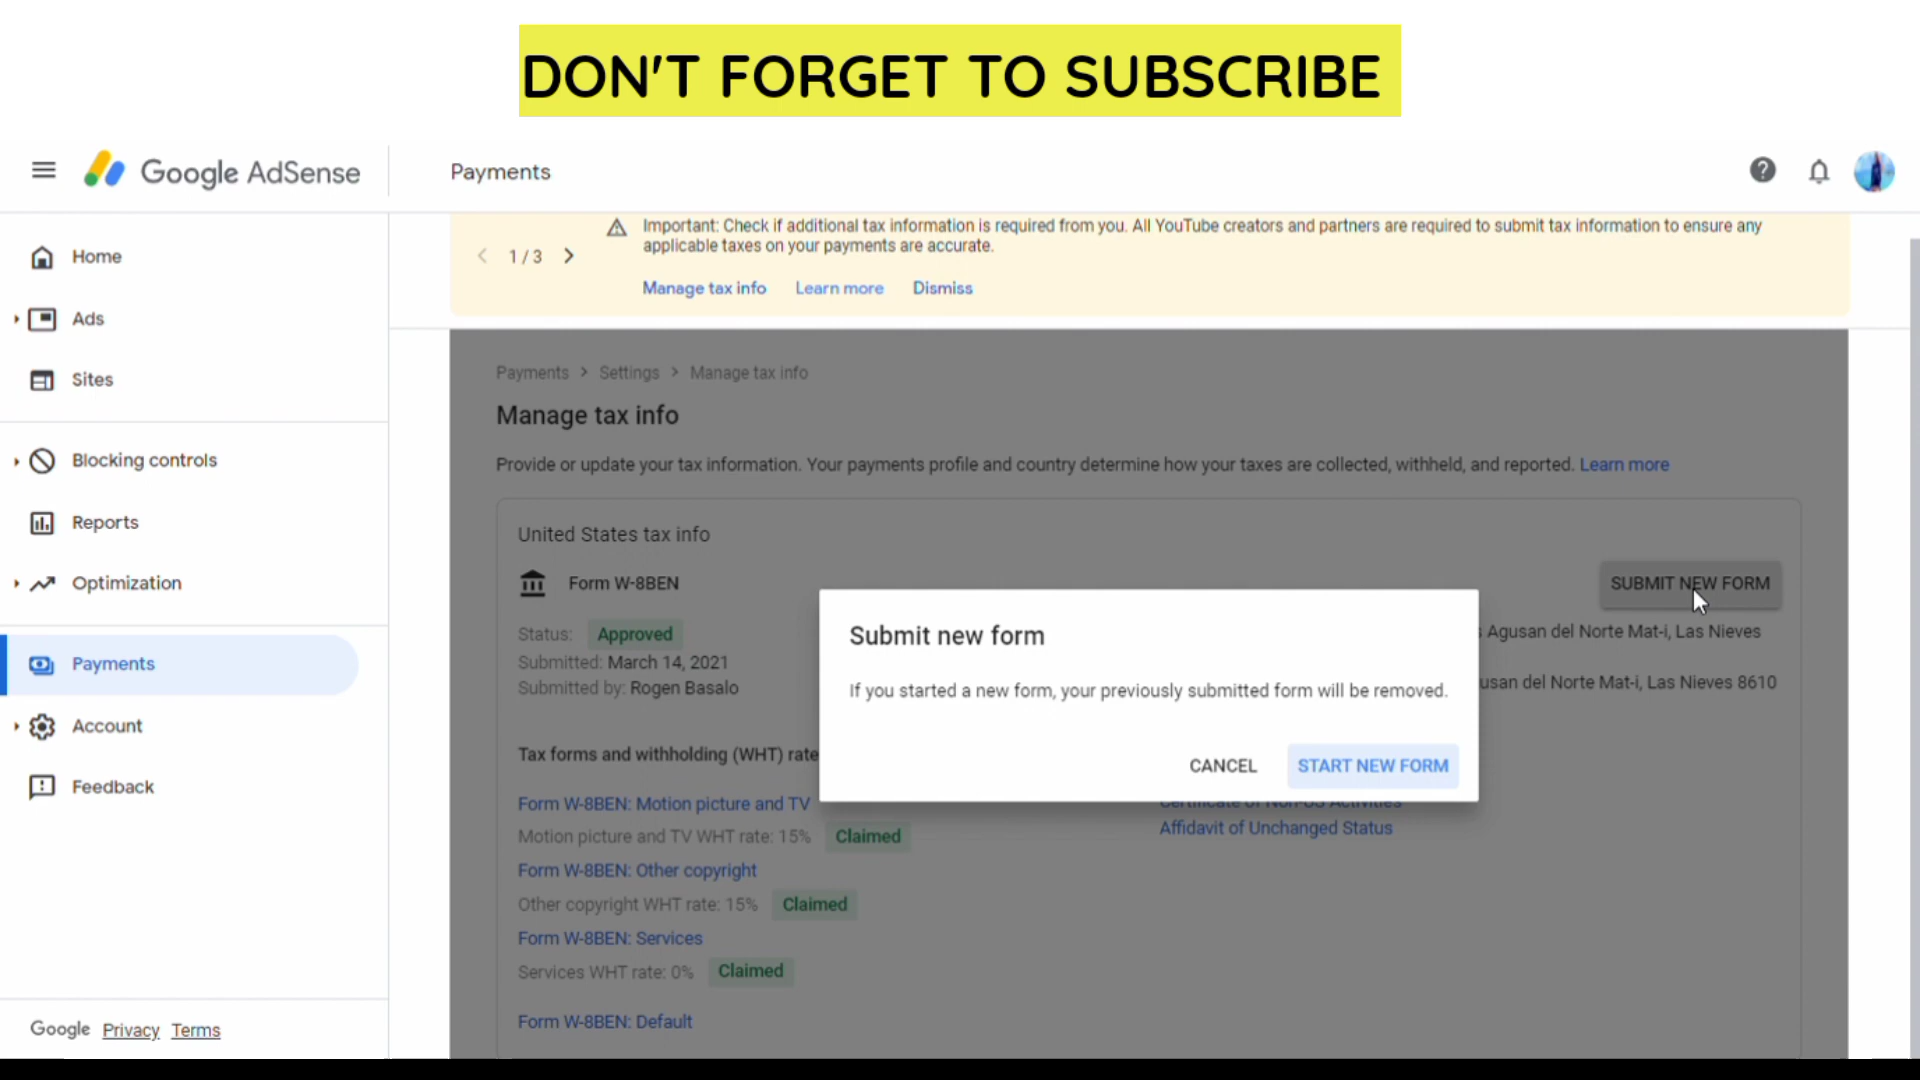 DON'T FORGET TO SUBSCRIBE
Google AdSense
Payments
Important: Check if additional tax information is required from you. All YouTube creators and partners are required to submit tax information to ensure any
applicable taxes on your payments are accurate.
1 / 3
Manage tax info Learn more Dismiss
Home
Ads
Sites
Blocking controls
Reports
Optimization
Payments
Account
Feedback
Google Privacy Terms
Payments > Settings > Manage tax info
Manage tax info
Provide or update your tax information. Your payments profile and country determine how your taxes are collected, withheld, and reported. Learn more
United States tax info
Form W-8BEN
SUBMIT NEW FORM
Status: Approved
Submitted: March 14, 2021
Submitted by: Rogen Basalo
Agusan del Norte Mat-i, Las Nieves
usan del Norte Mat-i, Las Nieves 8610
Submit new form
If you started a new form, your previously submitted form will be removed.
CANCEL START NEW FORM
Tax forms and withholding (WHT) rate
Form W-8BEN: Motion picture and TV
Motion picture and TV WHT rate: 15% Claimed
Form W-8BEN: Other copyright
Other copyright WHT rate: 15% Claimed
Form W-8BEN: Services
Services WHT rate: 0% Claimed
Form W-8BEN: Default
Certificate of Non-US Activities
Affidavit of Unchanged Status